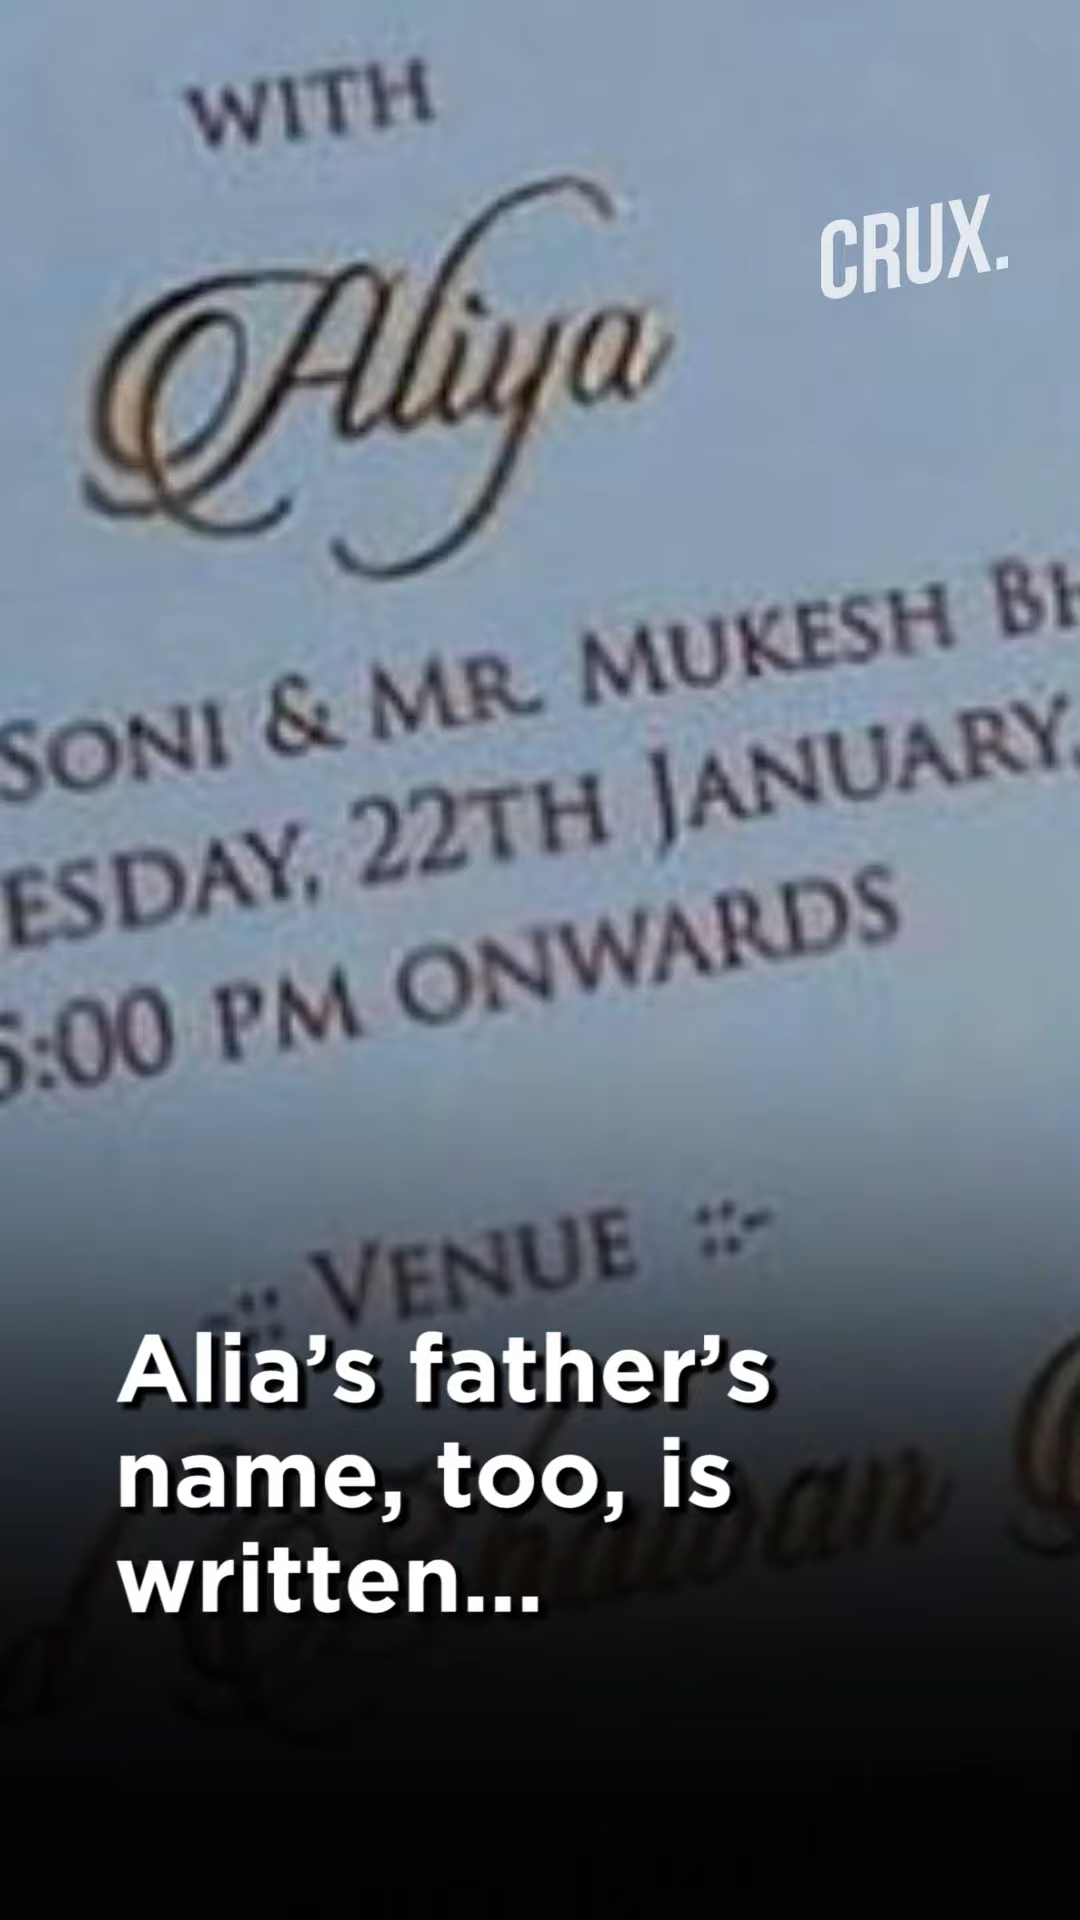 WITH
CRUX.
Aliya
SONI & MR. MUKESH BH
ESDAY, 22TH JANUARY,
:00 PM ONWARDS
-:: VENUE ::-
Alia’s father’s
name, too, is
written...